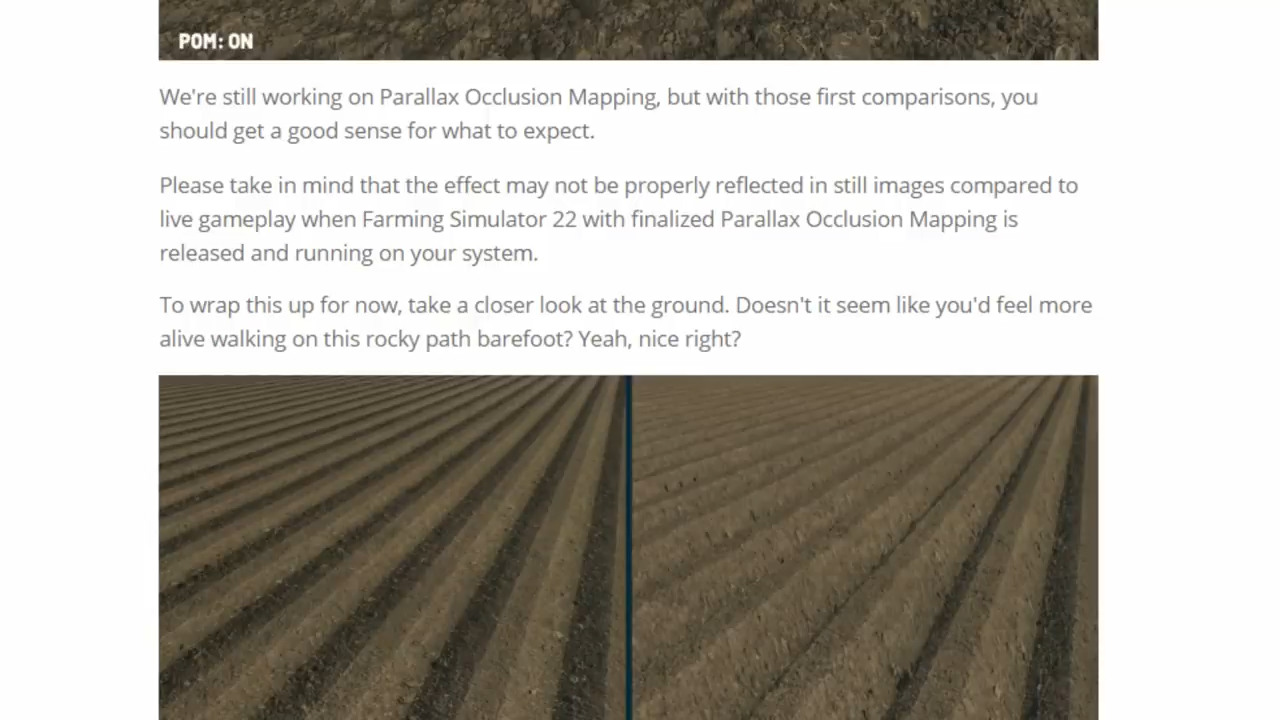 POM: ON
We're still working on Parallax Occlusion Mapping, but with those first comparisons, you
should get a good sense for what to expect.
Please take in mind that the effect may not be properly reflected in still images compared to
live gameplay when Farming Simulator 22 with finalized Parallax Occlusion Mapping is
released and running on your system.
To wrap this up for now, take a closer look at the ground. Doesn't it seem like you'd feel more
alive walking on this rocky path barefoot? Yeah, nice right?